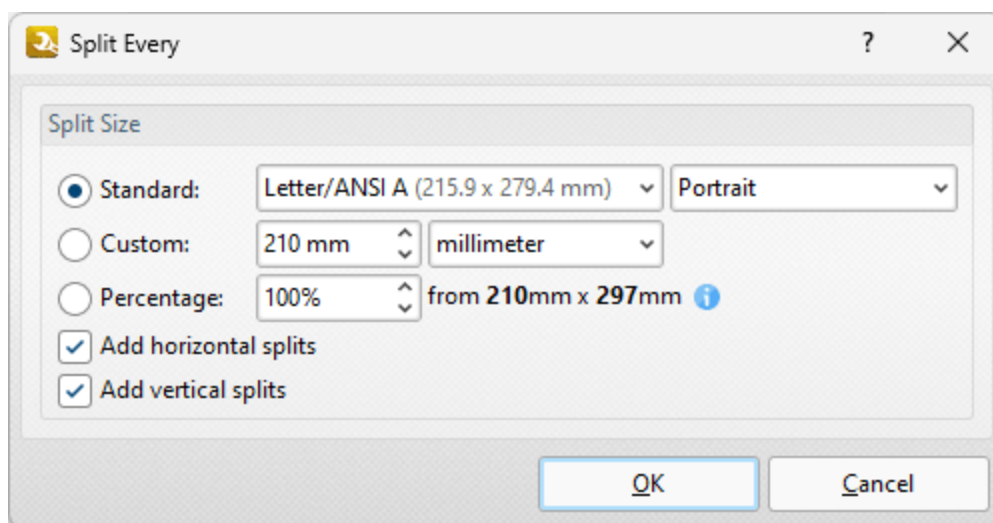 Split Every ?
Split Size
Standard: Letter/ANSI A (215.9 x 279.4 mm) Portrait
Custom: 210 mm millimeter
Percentage: 100% from 210mm x 297mm i
Add horizontal splits
Add vertical splits
OK Cancel